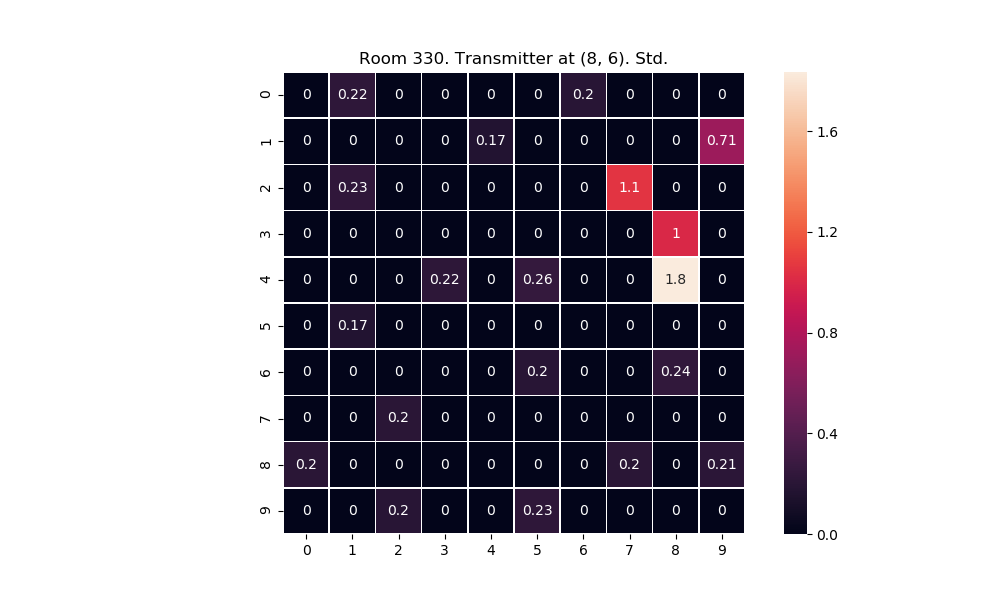 Room 330. Transmitter at (8, 6). Std.
0 0 0.22 0 0 0 0 0.2 0 0 0
1 0 0 0 0 0.17 0 0 0 0 0.71
2 0 0.23 0 0 0 0 0 1.1 0 0
3 0 0 0 0 0 0 0 0 1 0
4 0 0 0 0.22 0 0.26 0 0 1.8 0
5 0 0.17 0 0 0 0 0 0 0 0
6 0 0 0 0 0 0.2 0 0 0.24 0
7 0 0 0.2 0 0 0 0 0 0 0
8 0.2 0 0 0 0 0 0 0.2 0 0.21
9 0 0 0.2 0 0 0.23 0 0 0 0
0 1 2 3 4 5 6 7 8 9
1.6
1.2
0.8
0.4
0.0